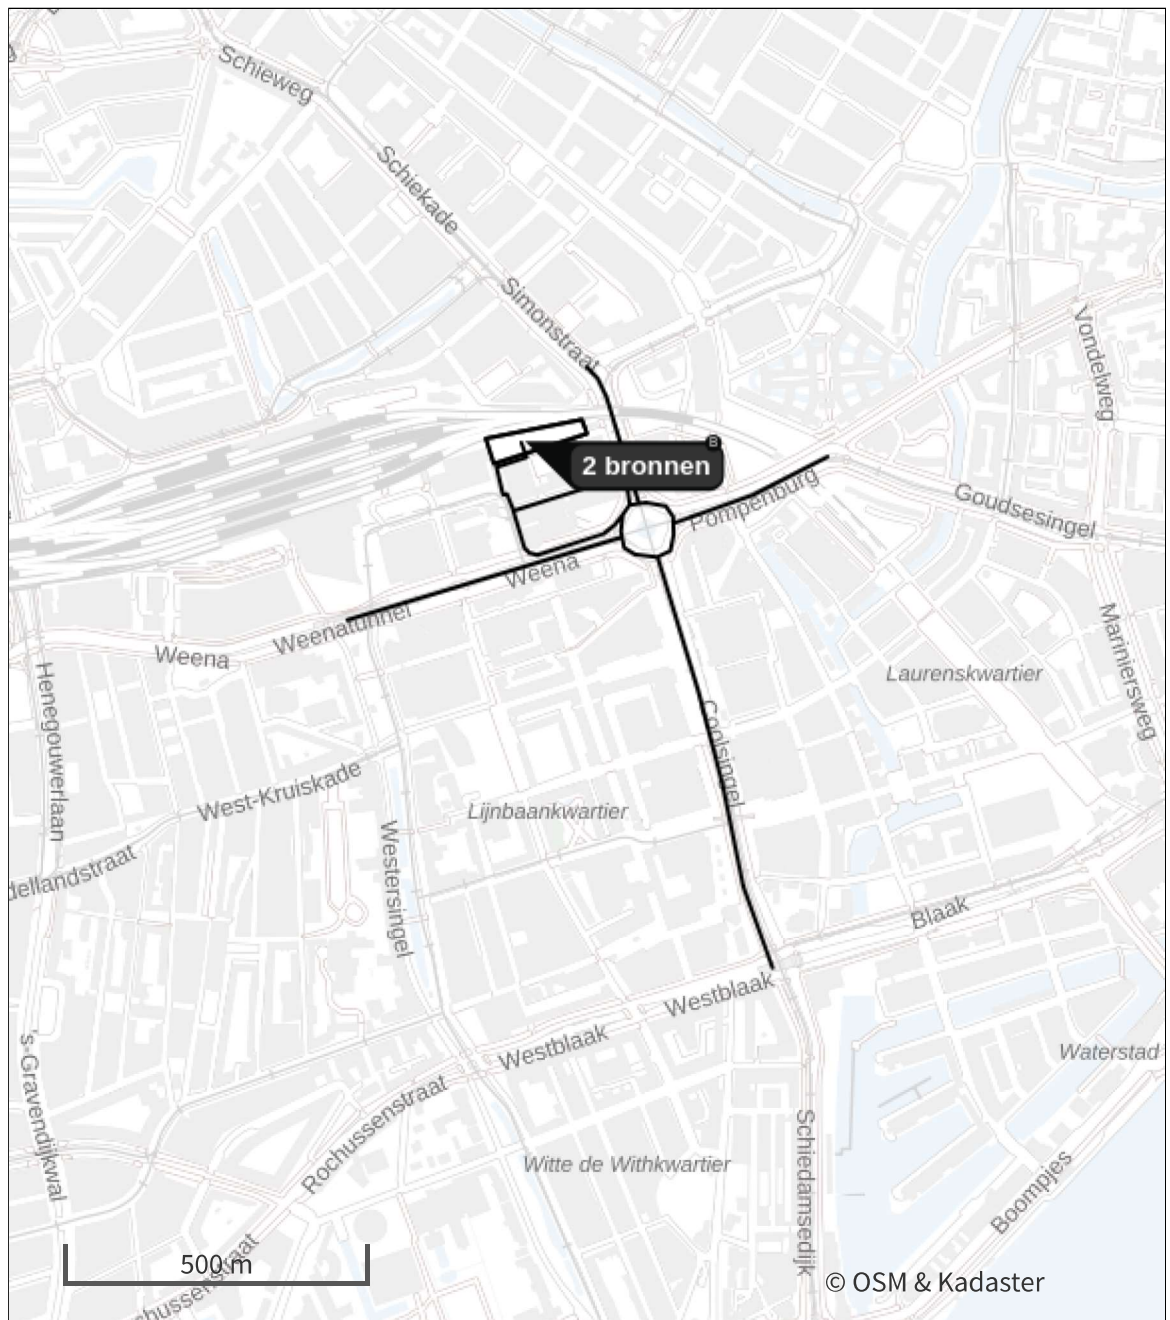 Schieweg
Schiekade
Simonstraat
Vondelweg
B
2 bronnen
Pompenburg
Goudsesingel
Weena
Weenatunnel
Weena
Mariniersweg
Laurenskwartier
Henegouwerlaan
Coolsingel
West-Kruiskade
Lijnbaankwartier
Westersingel
dellandstraat
Blaak
Westblaak
Westblaak
Waterstad
's-Gravendijkwal
Rochussenstraat
Schiedamsedijk
Witte de Withkwartier
Boompjes
chussenstraat
500 m
© OSM & Kadaster